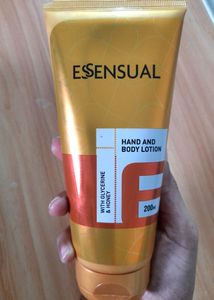 ESSENSUAL
HAND AND
BODY LOTION
WITH GLYCERINE
& HONEY
200ml